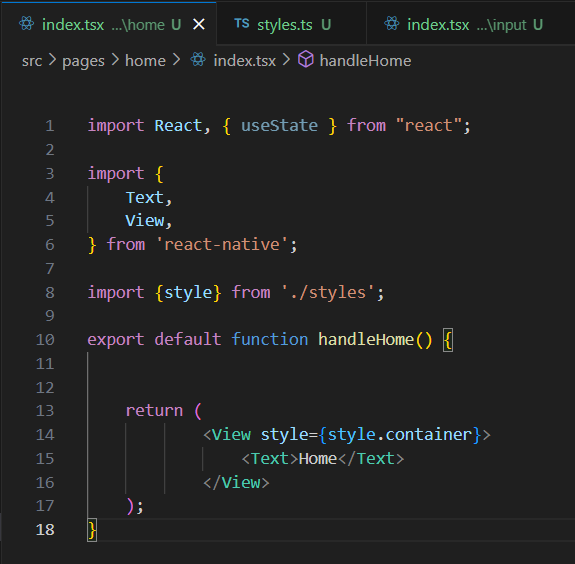 index.tsx ...\home U X TS styles.ts U index.tsx ...\input U
src > pages > home > index.tsx > handleHome
1 import React, { useState } from "react";
2
3 import {
4 Text,
5 View,
6 } from 'react-native';
7
8 import {style} from './styles';
9
10 export default function handleHome() {
11
12
13 return (
14 <View style={style.container}>
15 <Text>Home</Text>
16 </View>
17 );
18 }